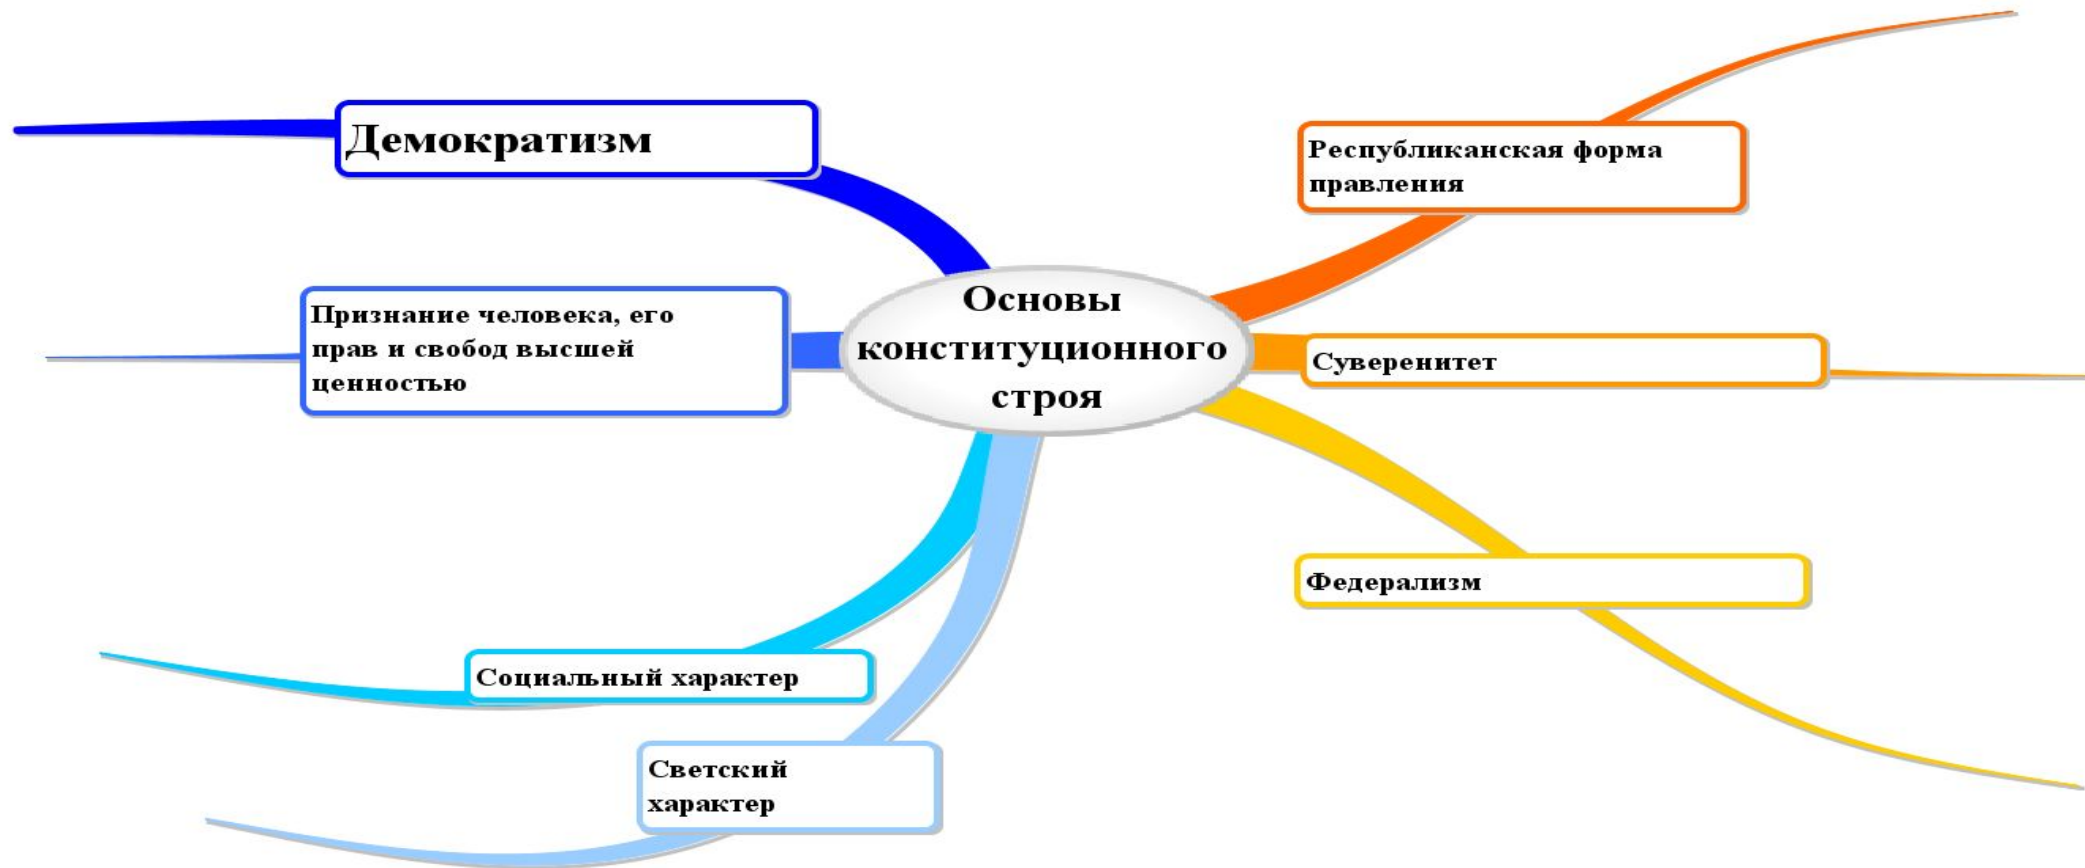 Демократизм
Республиканская форма
правления
Признание человека, его
прав и свобод высшей
ценностью
Основы
конституционного
строя
Суверенитет
Федерализм
Социальный характер
Светский
характер